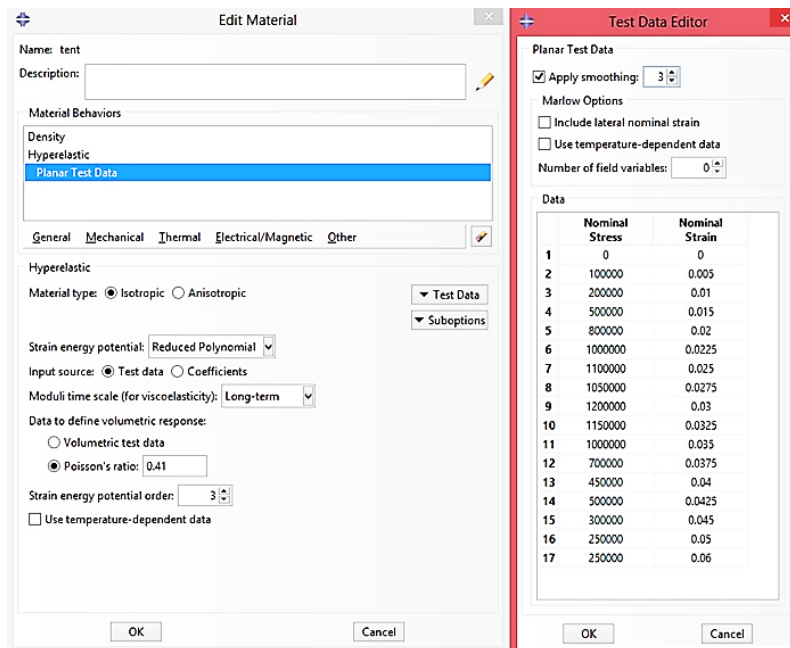 Edit Material
Name: tent
Description:
Material Behaviors
Density
Hyperelastic
Planar Test Data
General Mechanical Thermal Electrical/Magnetic Other
Hyperelastic
Material type: Isotropic Anisotropic
Test Data
Suboptions
Strain energy potential: Reduced Polynomial
Input source: Test data Coefficients
Moduli time scale (for viscoelasticity): Long-term
Data to define volumetric response:
Volumetric test data
Poisson's ratio: 0.41
Strain energy potential order: 3
Use temperature-dependent data
OK Cancel
Test Data Editor
Planar Test Data
Apply smoothing: 3
Marlow Options
Include lateral nominal strain
Use temperature-dependent data
Number of field variables: 0
Data
Nominal Stress Nominal Strain
1 0 0
2 100000 0.005
3 200000 0.01
4 500000 0.015
5 800000 0.02
6 1000000 0.0225
7 1100000 0.025
8 1050000 0.0275
9 1200000 0.03
10 1150000 0.0325
11 1000000 0.035
12 700000 0.0375
13 450000 0.04
14 500000 0.0425
15 300000 0.045
16 250000 0.05
17 250000 0.06
OK Cancel